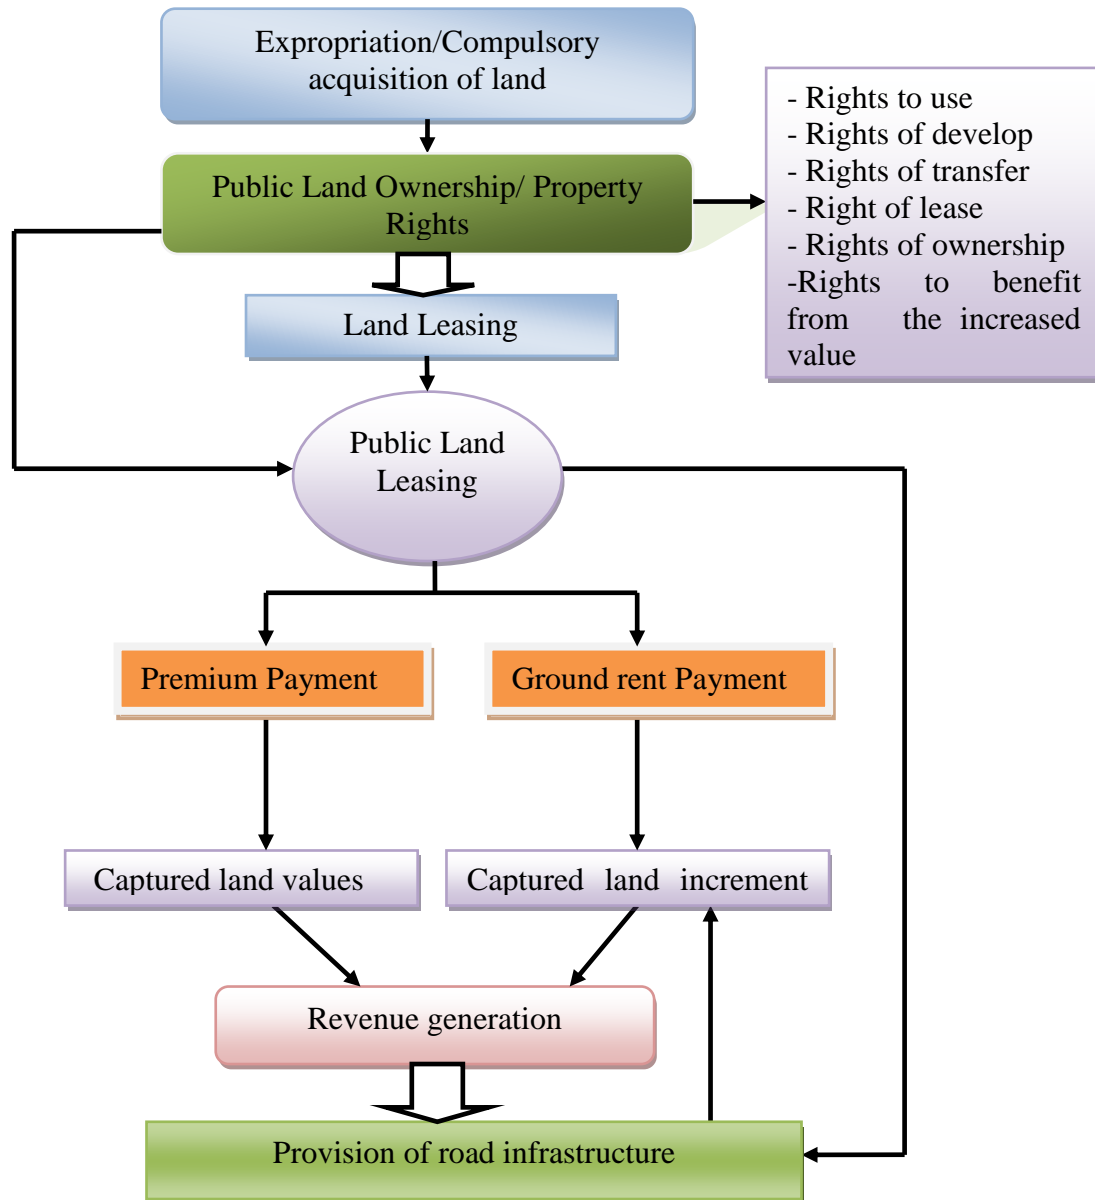 Expropriation/Compulsory
acquisition of land
Public Land Ownership/ Property
Rights
- Rights to use
- Rights of develop
- Rights of transfer
- Right of lease
- Rights of ownership
-Rights to benefit
from the increased
value
Land Leasing
Public Land
Leasing
Premium Payment
Ground rent Payment
Captured land values
Captured land increment
Revenue generation
Provision of road infrastructure